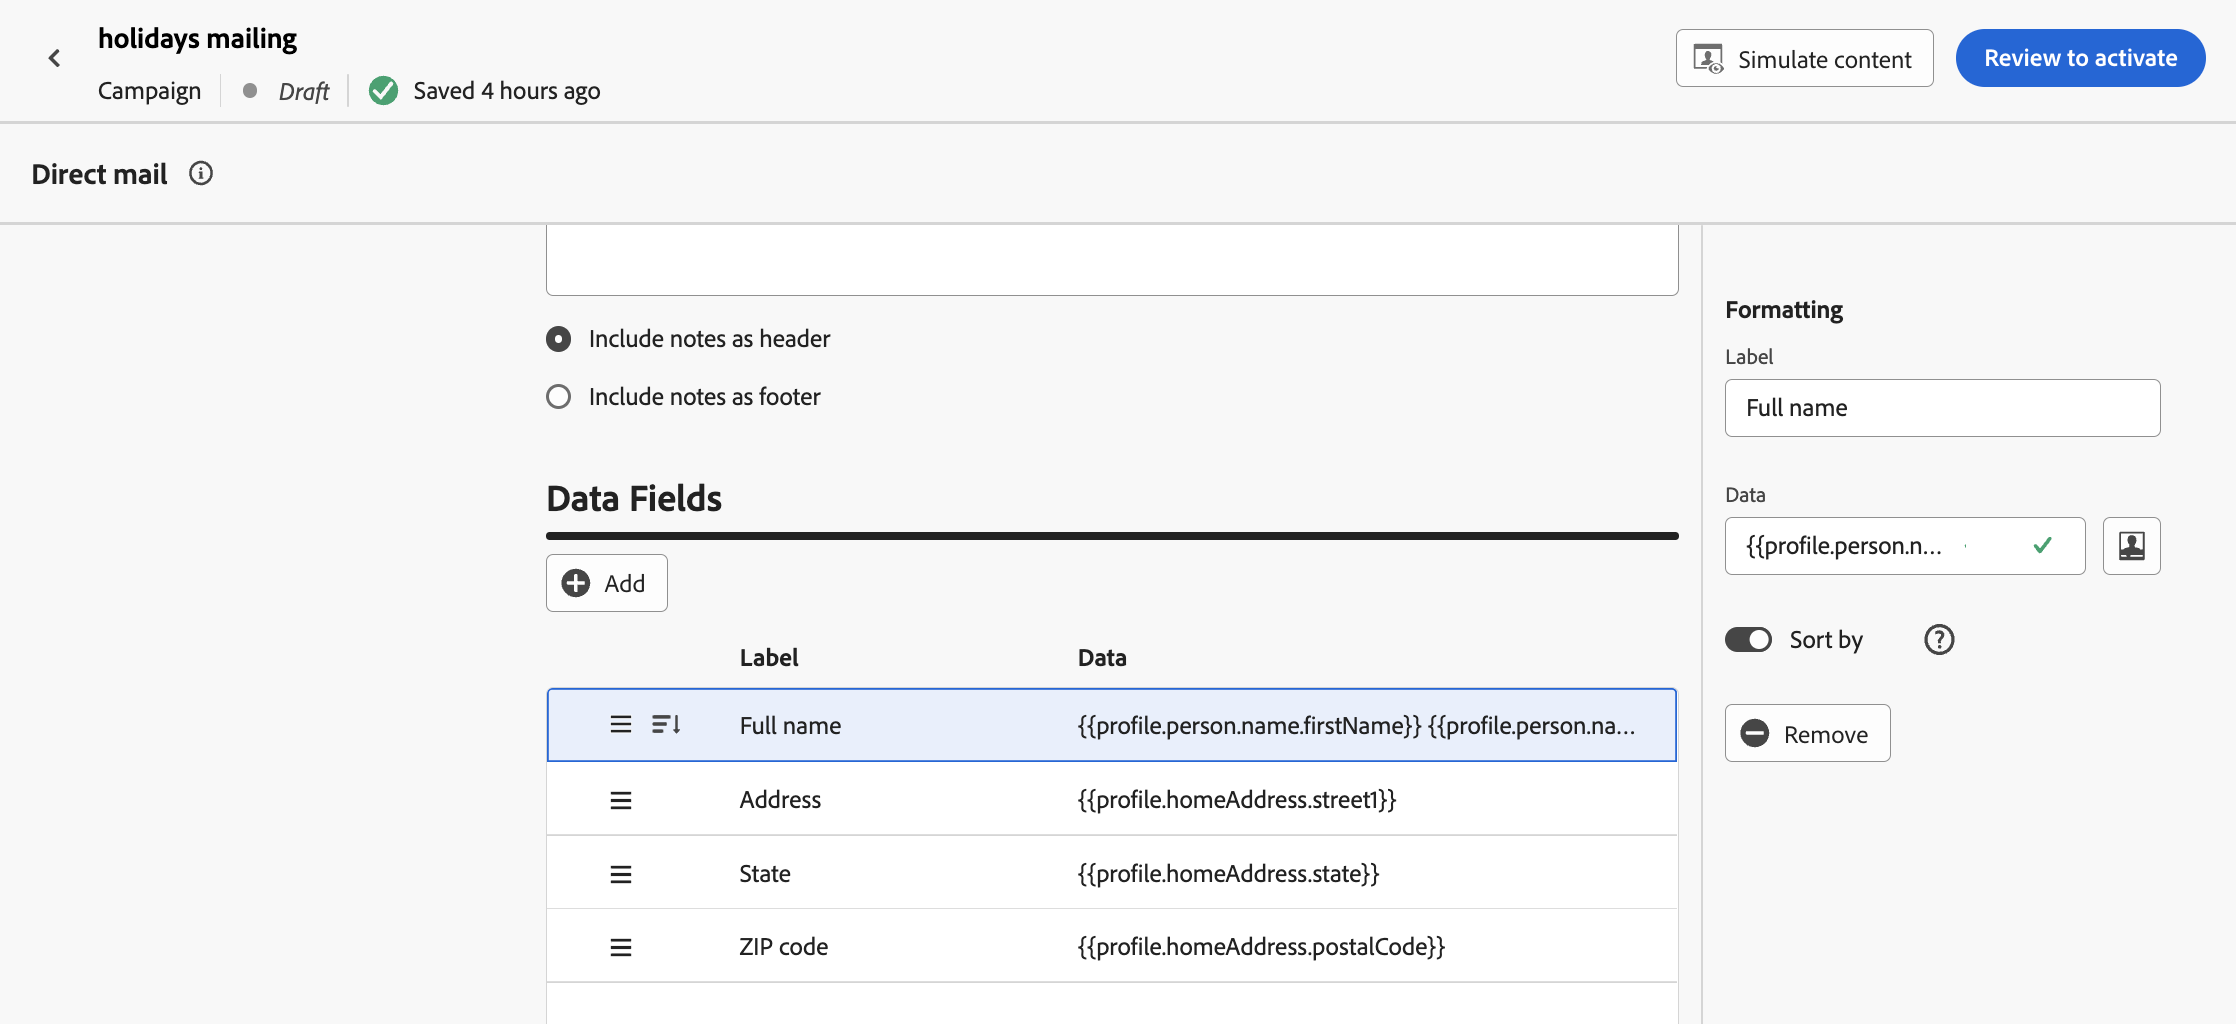 holidays mailing
Campaign Draft Saved 4 hours ago
Simulate content
Review to activate
Direct mail
Include notes as header
Include notes as footer
Data Fields
Add
Label Data
Full name {{profile.person.name.firstName}} {{profile.person.na...
Address {{profile.homeAddress.street1}}
State {{profile.homeAddress.state}}
ZIP code {{profile.homeAddress.postalCode}}
Formatting
Label
Full name
Data
{{profile.person.n...
Sort by
Remove